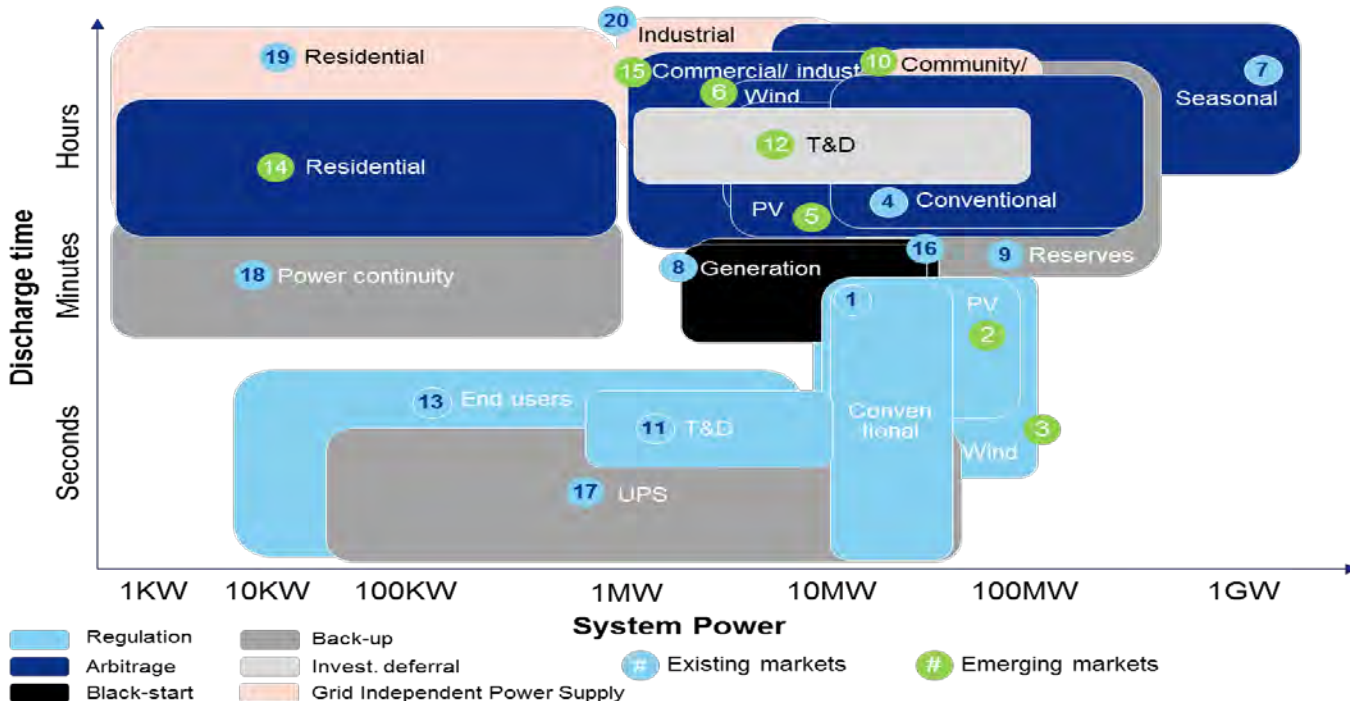 20
Industrial
19 Residential
15 Commercial/ indust
10 Community/
7
Seasonal
6 Wind
Hours
12 T&D
14 Residential
4 Conventional
PV 5
16
9 Reserves
8 Generation
18 Power continuity
Minutes
Discharge time
1
PV
2
13 End users
Conven
tional
11 T&D
3
Wind
Seconds
17 UPS
1KW 10KW 100KW 1MW 10MW 100MW 1GW
System Power
Regulation
Back-up
# Existing markets
# Emerging markets
Arbitrage
Invest. deferral
Black-start
Grid Independent Power Supply